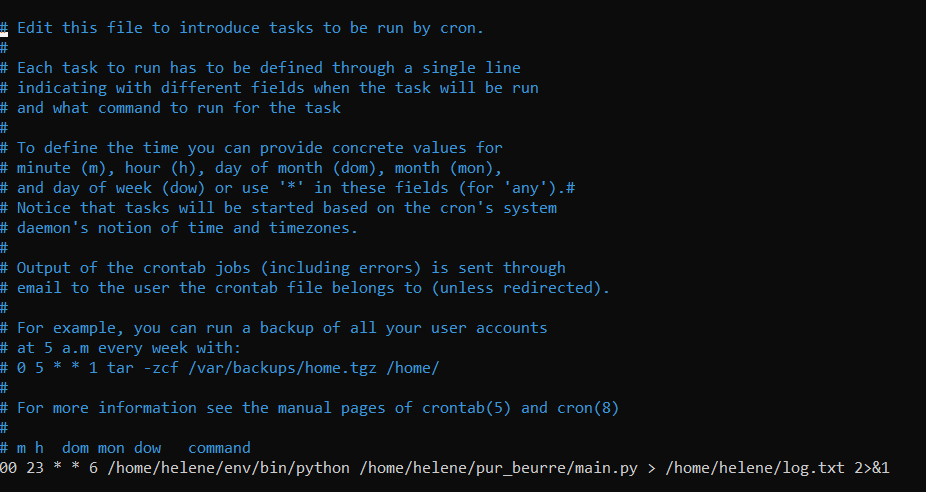 # Edit this file to introduce tasks to be run by cron.
#
# Each task to run has to be defined through a single line
# indicating with different fields when the task will be run
# and what command to run for the task
#
# To define the time you can provide concrete values for
# minute (m), hour (h), day of month (dom), month (mon),
# and day of week (dow) or use '*' in these fields (for 'any').#
# Notice that tasks will be started based on the cron's system
# daemon's notion of time and timezones.
#
# Output of the crontab jobs (including errors) is sent through
# email to the user the crontab file belongs to (unless redirected).
#
# For example, you can run a backup of all your user accounts
# at 5 a.m every week with:
# 0 5 * * 1 tar -zcf /var/backups/home.tgz /home/
#
# For more information see the manual pages of crontab(5) and cron(8)
#
# m h  dom mon dow   command
00 23 * * 6 /home/helene/env/bin/python /home/helene/pur_beurre/main.py > /home/helene/log.txt 2>&1